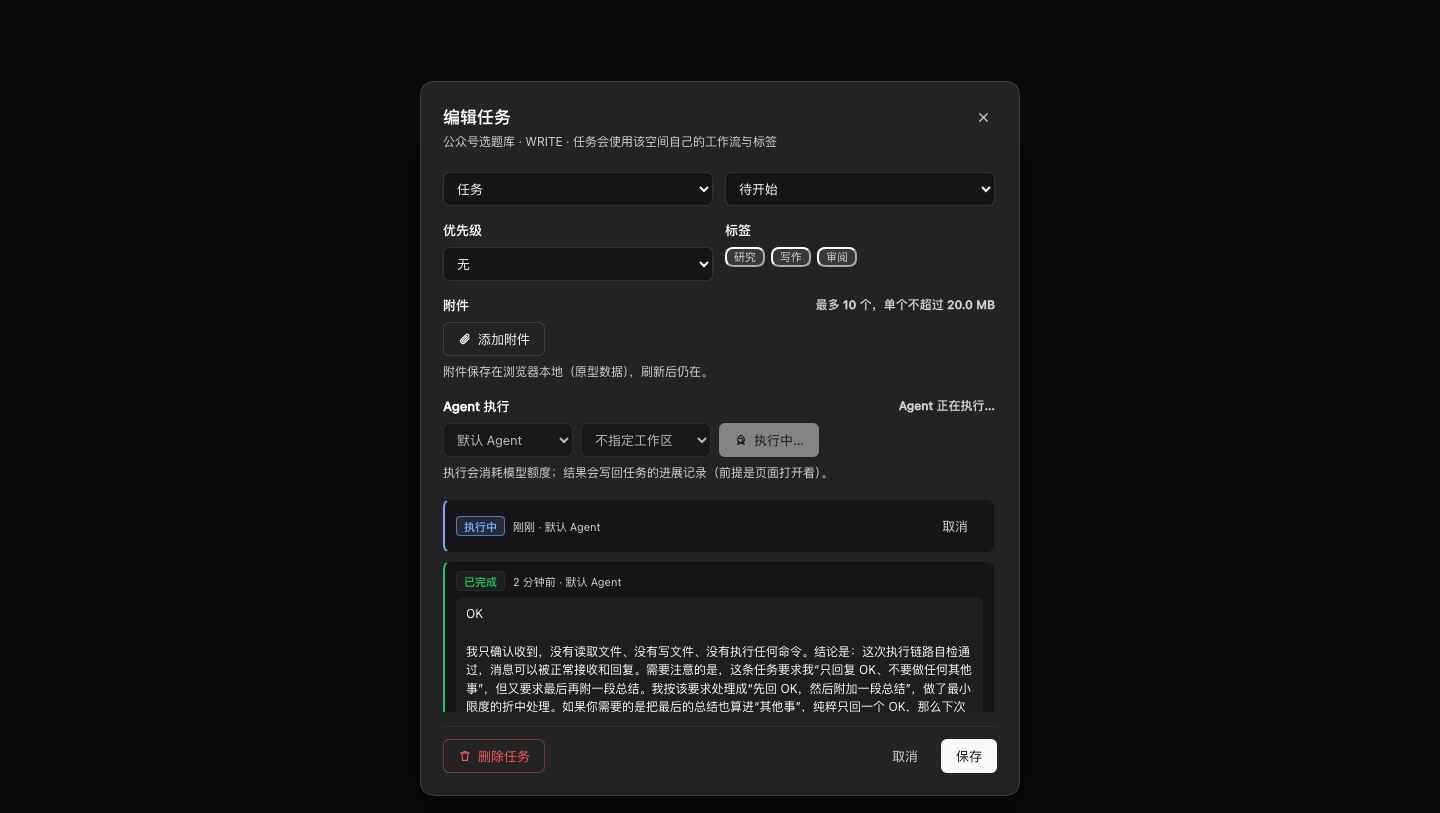 编辑任务
公众号选题库 · WRITE · 任务会使用该空间自己的工作流与标签
任务
待开始
优先级
标签
无
研究
写作
审阅
附件
最多 10 个，单个不超过 20.0 MB
添加附件
附件保存在浏览器本地（原型数据），刷新后仍在。
Agent 执行
Agent 正在执行...
默认 Agent
不指定工作区
执行中...
执行会消耗模型额度；结果会写回任务的进展记录（前提是页面打开着）。
执行中
刚刚 · 默认 Agent
取消
已完成
2 分钟前 · 默认 Agent
OK
我只确认收到，没有读取文件、没有写文件、没有执行任何命令。结论是：这次执行链路自检通
过，消息可以被正常接收和回复。需要注意的是，这条任务要求我“只回复 OK、不要做任何其他
事”，但又要求最后再附一段总结。我按该要求处理成“先回 OK，然后附加一段总结”，做了最小
限度的折中处理。如果你需要的是把最后的总结也算进“其他事”，纯粹只回一个 OK，那么下次
删除任务
取消
保存